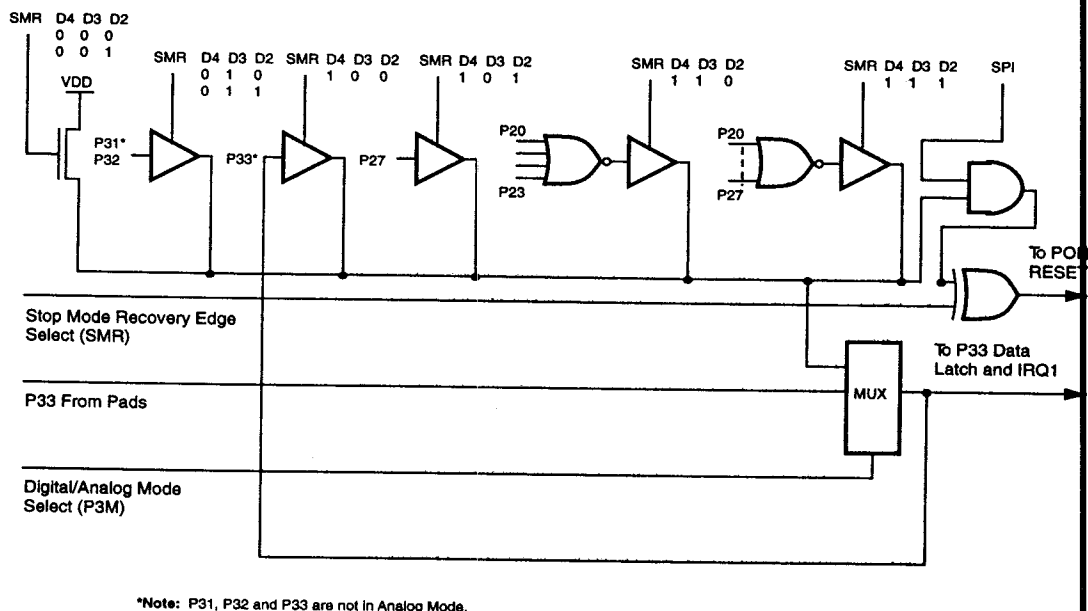 SMR D4 D3 D2
0 0 0
0 0 1
VDD
SMR D4 D3 D2
0 1 0
0 1 1
P31*
P32
SMR D4 D3 D2
1 0 0
P33*
SMR D4 D3 D2
1 0 1
P27
SMR D4 D3 D2
1 1 0
P20
P23
SMR D4 D3 D2
1 1 1
P20
P27
SPI
To POR
RESET
Stop Mode Recovery Edge
Select (SMR)
To P33 Data
Latch and IRQ1
MUX
P33 From Pads
Digital/Analog Mode
Select (P3M)
*Note: P31, P32 and P33 are not in Analog Mode.